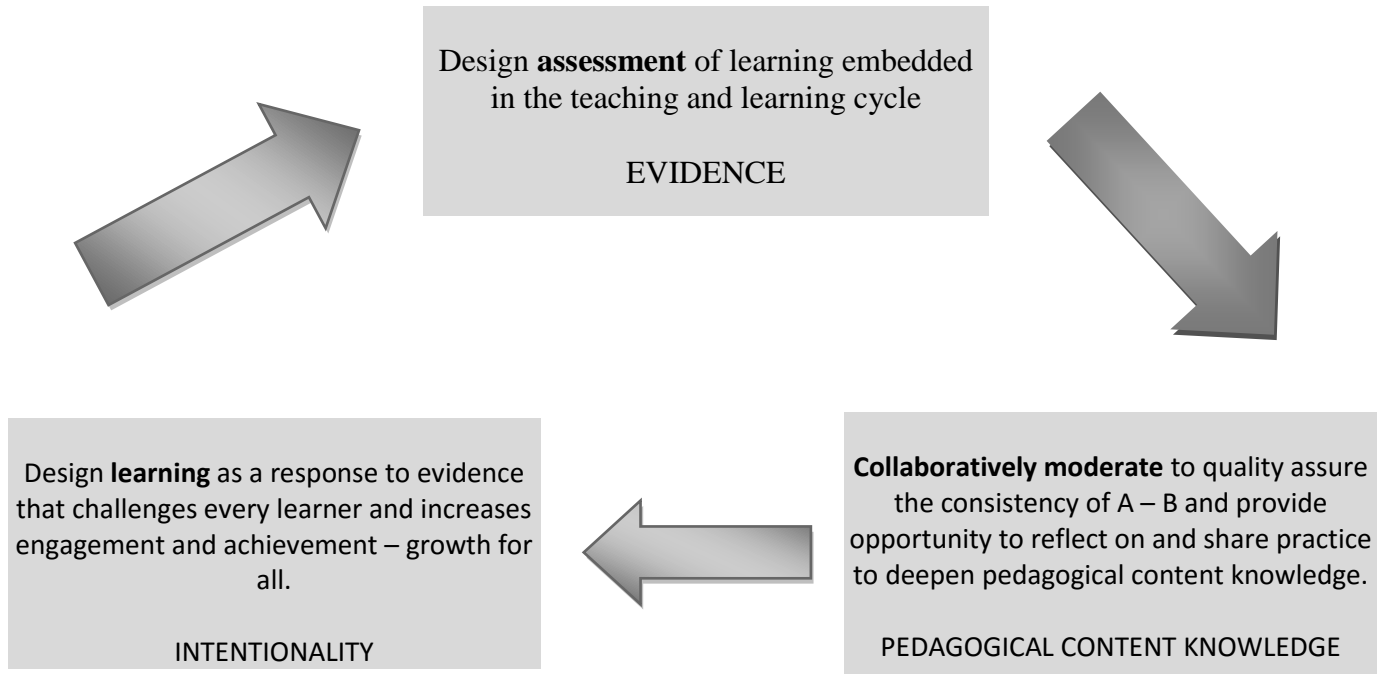 Design assessment of learning embedded
in the teaching and learning cycle
EVIDENCE
Design learning as a response to evidence
that challenges every learner and increases
engagement and achievement – growth for
all.
INTENTIONALITY
Collaboratively moderate to quality assure
the consistency of A – B and provide
opportunity to reflect on and share practice
to deepen pedagogical content knowledge.
PEDAGOGICAL CONTENT KNOWLEDGE